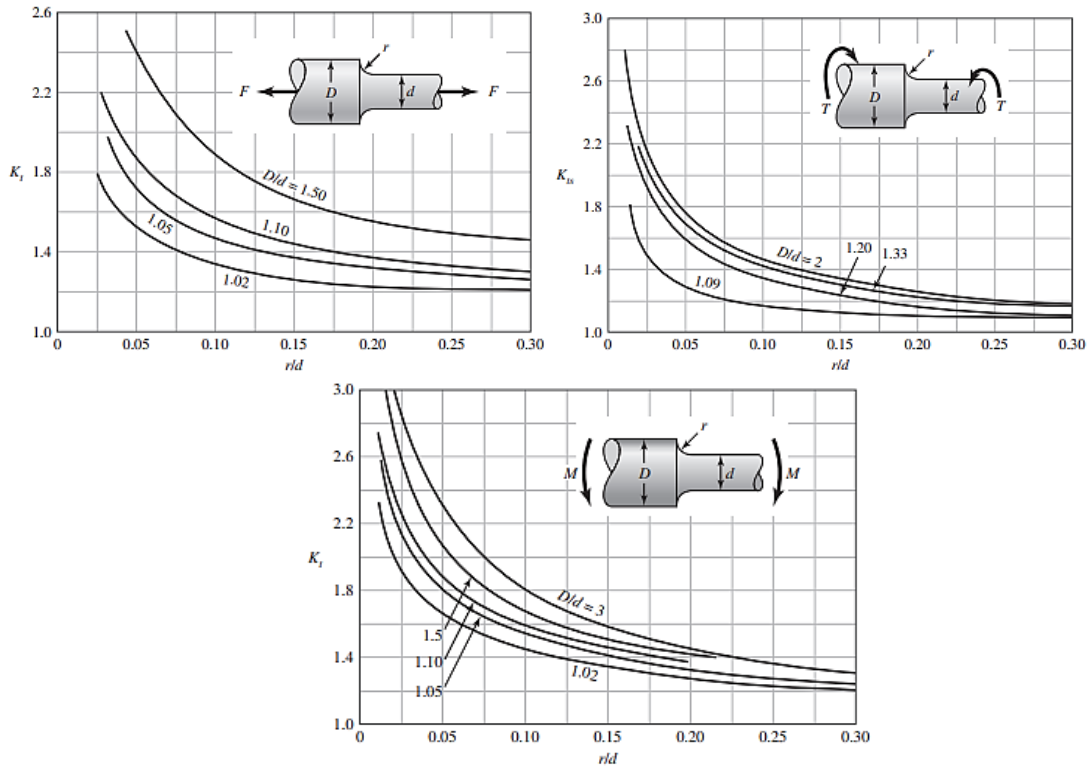 2.6
2.2
K_t 1.8
1.4
1.0
0 0.05 0.10 0.15 0.20 0.25 0.30
r/d
F D d r F
D/d = 1.50
1.10
1.05
1.02
3.0
2.6
2.2
K_ts
1.8
1.4
1.0
0 0.05 0.10 0.15 0.20 0.25 0.30
r/d
T D d r T
D/d = 2
1.20
1.33
1.09
3.0
2.6
2.2
K_t
1.8
1.4
1.0
0 0.05 0.10 0.15 0.20 0.25 0.30
r/d
M D d r M
D/d = 3
1.5
1.10
1.05
1.02